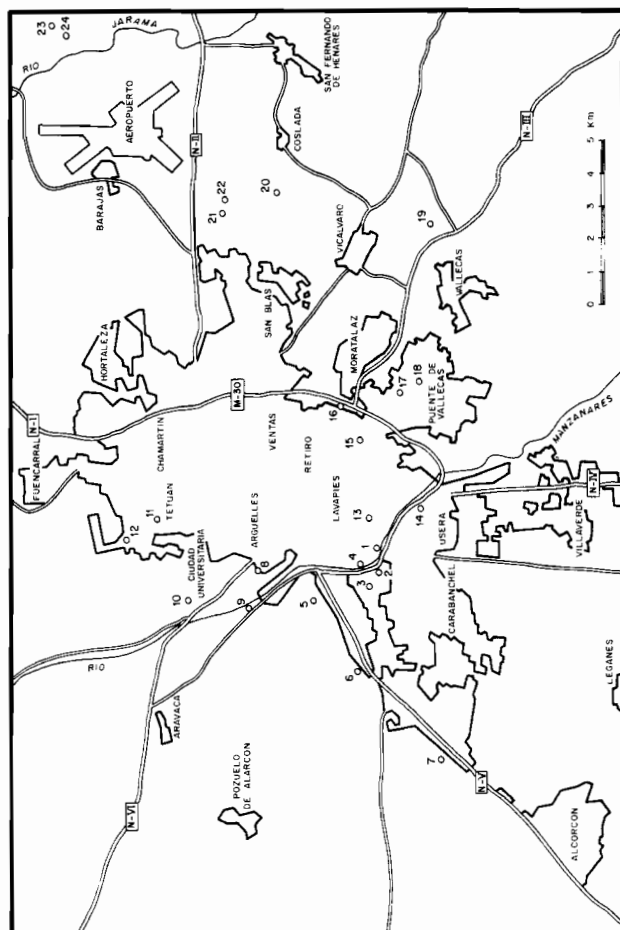 FUENCARRAL
N-I
RIO
23
24
HORTALEZA
BARAJAS
JARAMA
AEROPUERTO
RIO
N-VI
ARAVACA
12
11
TETUAN
CHAMARTIN
10
CIUDAD
UNIVERSITARIA
N-II
POZUELO
DE ALARCON
9
8
ARGUELLES
M-30
21
22
SAN BLAS
20
VENTAS
COSLADA
SAN FERNANDO
DE HENARES
5
RETIRO
LAVAPIES
16
MORATALAZ
VICALVARO
6
3
4
2
1
13
15
17
18
PUENTE DE
VALLECAS
19
7
14
CARABANCHEL
USERA
VALLECAS
N-V
N-III
MANZANARES
ALCORCON
VILLAVERDE
N-IV
LEGANES
0 1 2 3 4 5 Km